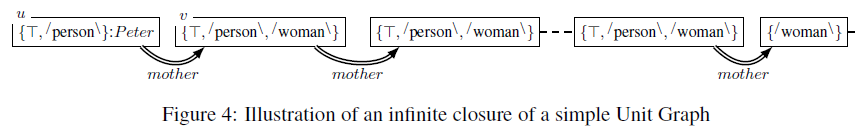 u v
{⊤, /person\}:Peter {⊤, /person\, /woman\} {⊤, /person\, /woman\} {⊤, /person\, /woman\} {/woman\}
mother mother mother
Figure 4: Illustration of an infinite closure of a simple Unit Graph